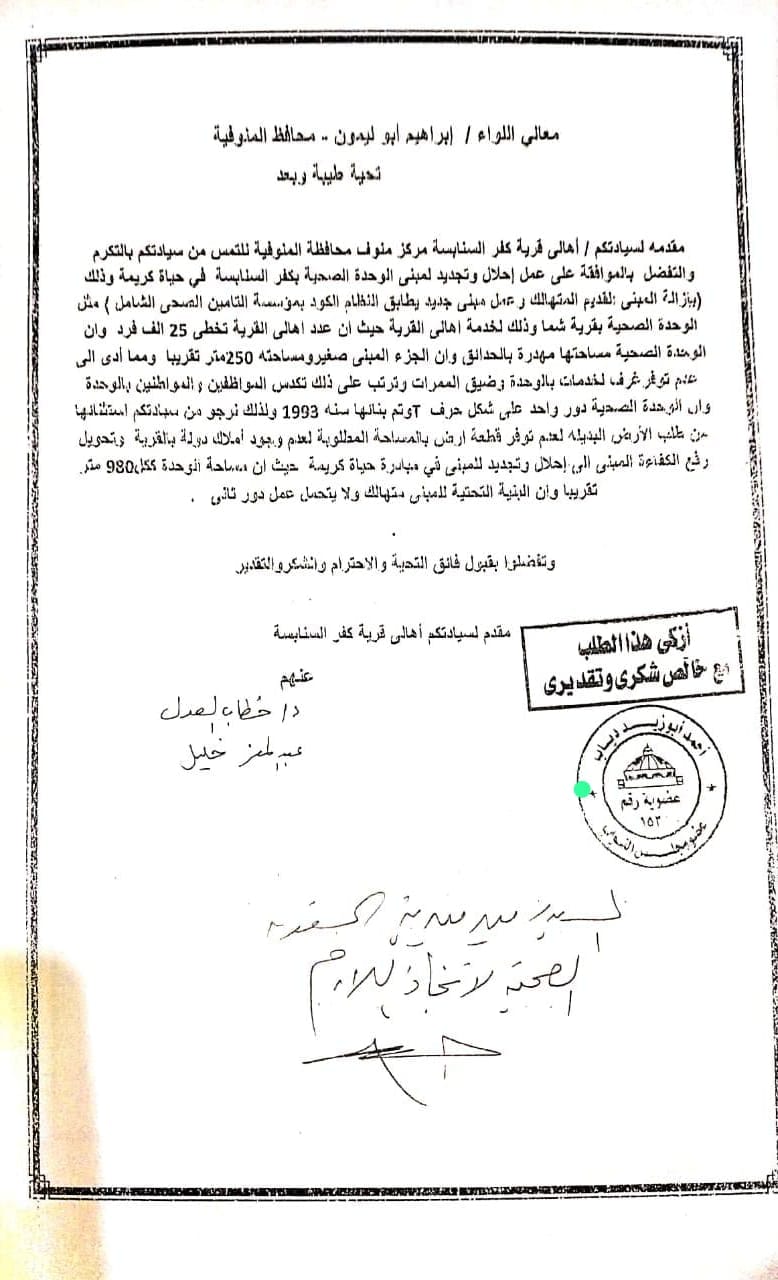 معالي اللواء / إبراهيم أبو ليمون - محافظ المنوفية
تحية طيبة وبعد
مقدمه لسيادتكم / أهالى قرية كفر السنابسة مركز منوف محافظة المنوفية نلتمس من سيادتكم بالتكرم
والتفضل بالموافقة على عمل إحلال وتجديد لمبنى الوحدة الصحية بكفر السنابسة في حياة كريمة وذلك
(بإزالة المبنى القديم المتهالك وعمل مبنى جديد يطابق النظام الكود بمؤسسة التامين الصحى الشامل ) مثل
الوحدة الصحية بقرية شما وذلك لخدمة اهالى القرية حيث ان عدد اهالى القرية تخطى 25 الف فرد وان
الوحدة الصحية مساحتها مهدرة بالحدائق وان الجزء المبنى صغيرومساحته 250متر تقريبا ومما أدى الى
عدم توفر غرف لخدمات بالوحدة وضيق الممرات وترتب على ذلك تكدس المواظفين والمواطنين بالوحدة
وان الوحدة الصحية دور واحد على شكل حرف Tوتم بنائها سنه 1993 ولذلك نرجو من سيادتكم استثنائها
من طلب الأرض البديله لعدم توفر قطعة ارض بالمساحة المطلوبة لعدم وجود أملاك دولة بالقرية وتحويل
رفع الكفاءة المبنى الى إحلال وتجديد للمبنى في مبادرة حياة كريمة حيث ان مساحة الوحدة ككل980 متر
تقريبا وان البنية التحتية للمبنى متهالك ولا يتحمل عمل دور ثانى .
وتفضلوا بقبول فائق التحية والاحترام والشكروالتقدير
مقدم لسيادتكم أهالى قرية كفر السنابسة
أزكى هذا الطلب
مع خالص شكرى وتقديرى
عنهم
د/ خطاب العدل
عبد المعز خليل
أحمد أبوزيد دياب
عضوية رقم
١٥٢
عضو مجلس النواب
السيد مدير مديرية
الصحية لاتخاذ اللازم